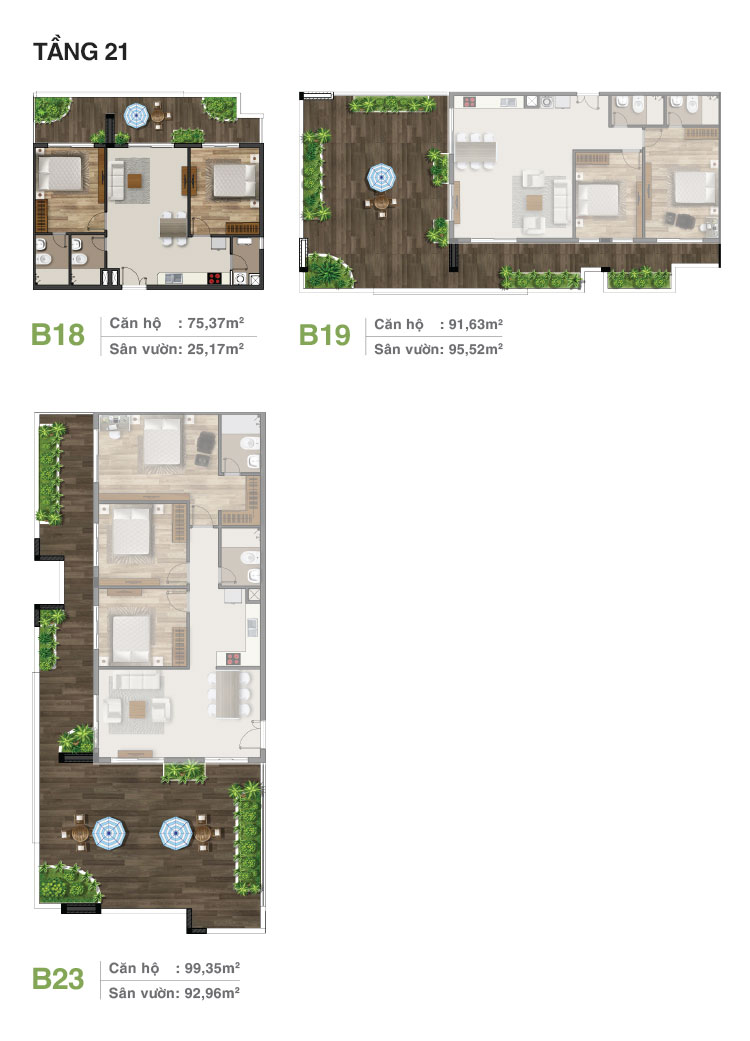 TẦNG 21
B18
Căn hộ : 75,37m²
Sân vườn: 25,17m²
B19
Căn hộ : 91,63m²
Sân vườn: 95,52m²
B23
Căn hộ : 99,35m²
Sân vườn: 92,96m²